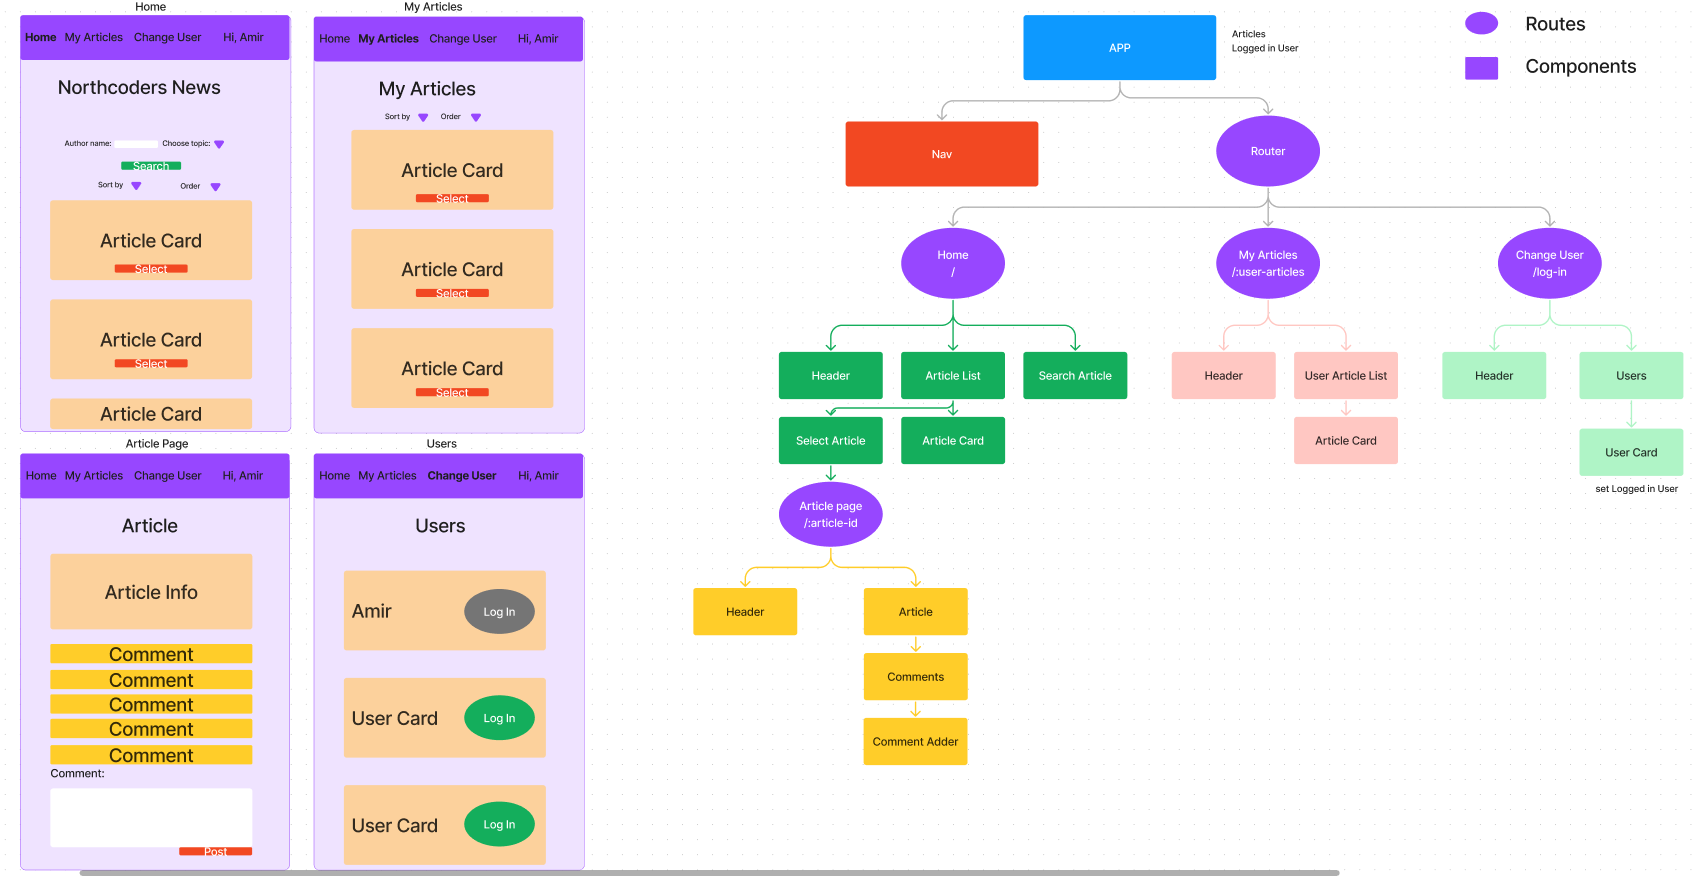 Home
Home My Articles Change User Hi, Amir
Northcoders News
Author name: Choose topic:
Search
Sort by Order
Article Card
Select
Article Card
Select
Article Card
My Articles
Home My Articles Change User Hi, Amir
My Articles
Sort by Order
Article Card
Select
Article Card
Select
Article Card
Select
Article Page
Home My Articles Change User Hi, Amir
Article
Article Info
Comment
Comment
Comment
Comment
Comment
Comment:
Post
Users
Home My Articles Change User Hi, Amir
Users
Amir Log In
User Card Log In
User Card Log In
APP
Articles
Logged in User
Routes
Components
Nav
Router
Home
/
My Articles
/:user-articles
Change User
/log-in
Header
Article List
Search Article
Header
User Article List
Header
Users
Select Article
Article Card
Article Card
User Card
set Logged in User
Article page
/:article-id
Header
Article
Comments
Comment Adder